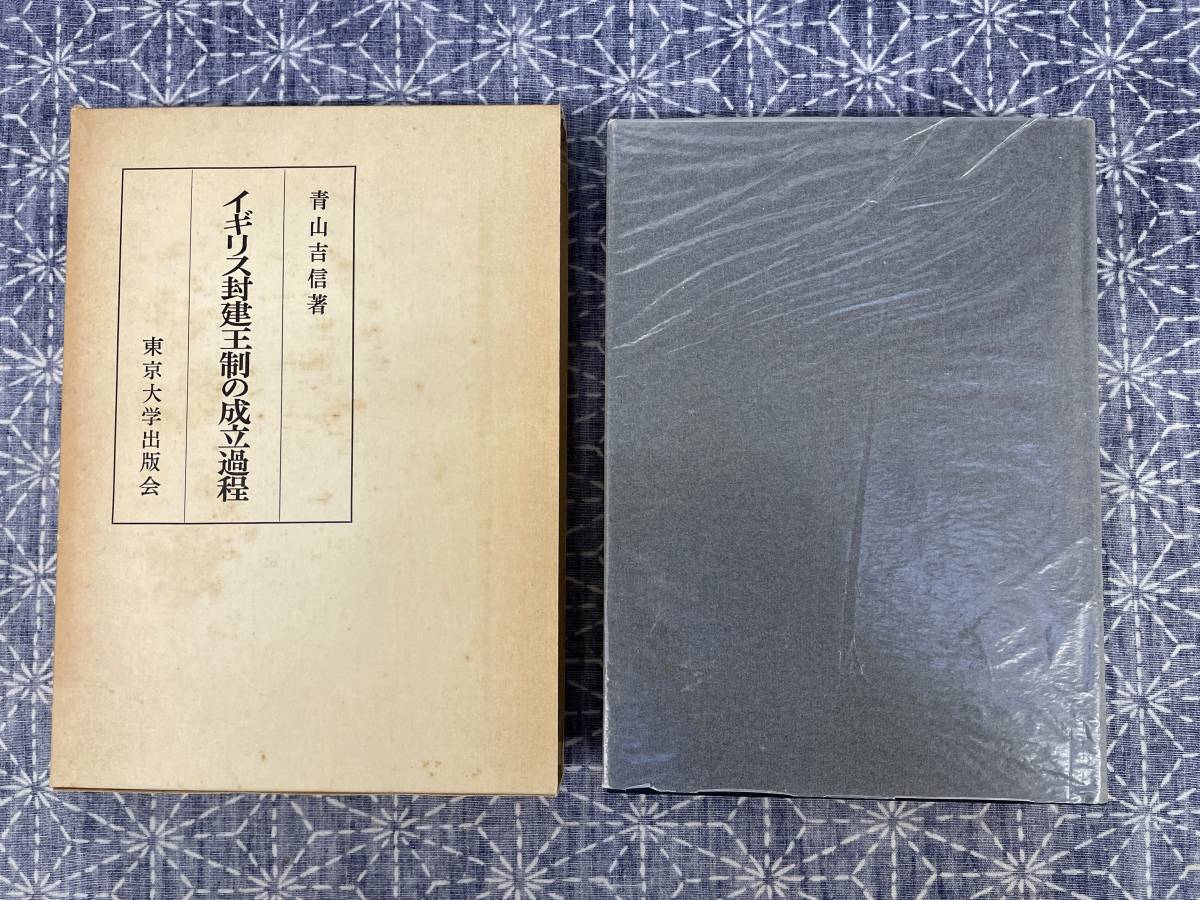 青山吉信著
イギリス封建王制の成立過程
東京大学出版会